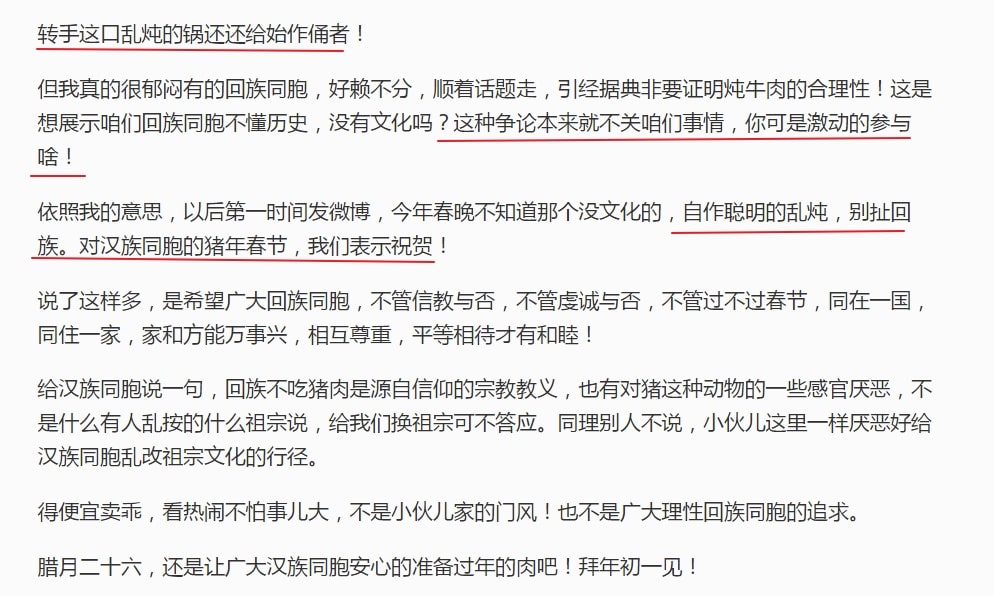 转手这口乱炖的锅还还给始作俑者！
但我真的很郁闷有的回族同胞，好赖不分，顺着话题走，引经据典非要证明炖牛肉的合理性！这是
想展示咱们回族同胞不懂历史，没有文化吗？这种争论本来就不关咱们事情，你可是激动的参与
啥！
依照我的意思，以后第一时间发微博，今年春晚不知道那个没文化的，自作聪明的乱炖，别扯回
族。对汉族同胞的猪年春节，我们表示祝贺！
说了这样多，是希望广大回族同胞，不管信教与否，不管虔诚与否，不管过不过春节，同在一国，
同住一家，家和方能万事兴，相互尊重，平等相待才有和睦！
给汉族同胞说一句，回族不吃猪肉是源自信仰的宗教教义，也有对猪这种动物的一些感官厌恶，不
是什么有人乱按的什么祖宗说，给我们换祖宗可不答应。同理别人不说，小伙儿这里一样厌恶好给
汉族同胞乱改祖宗文化的行径。
得便宜卖乖，看热闹不怕事儿大，不是小伙儿家的门风！也不是广大理性回族同胞的追求。
腊月二十六，还是让广大汉族同胞安心的准备过年的肉吧！拜年初一见！